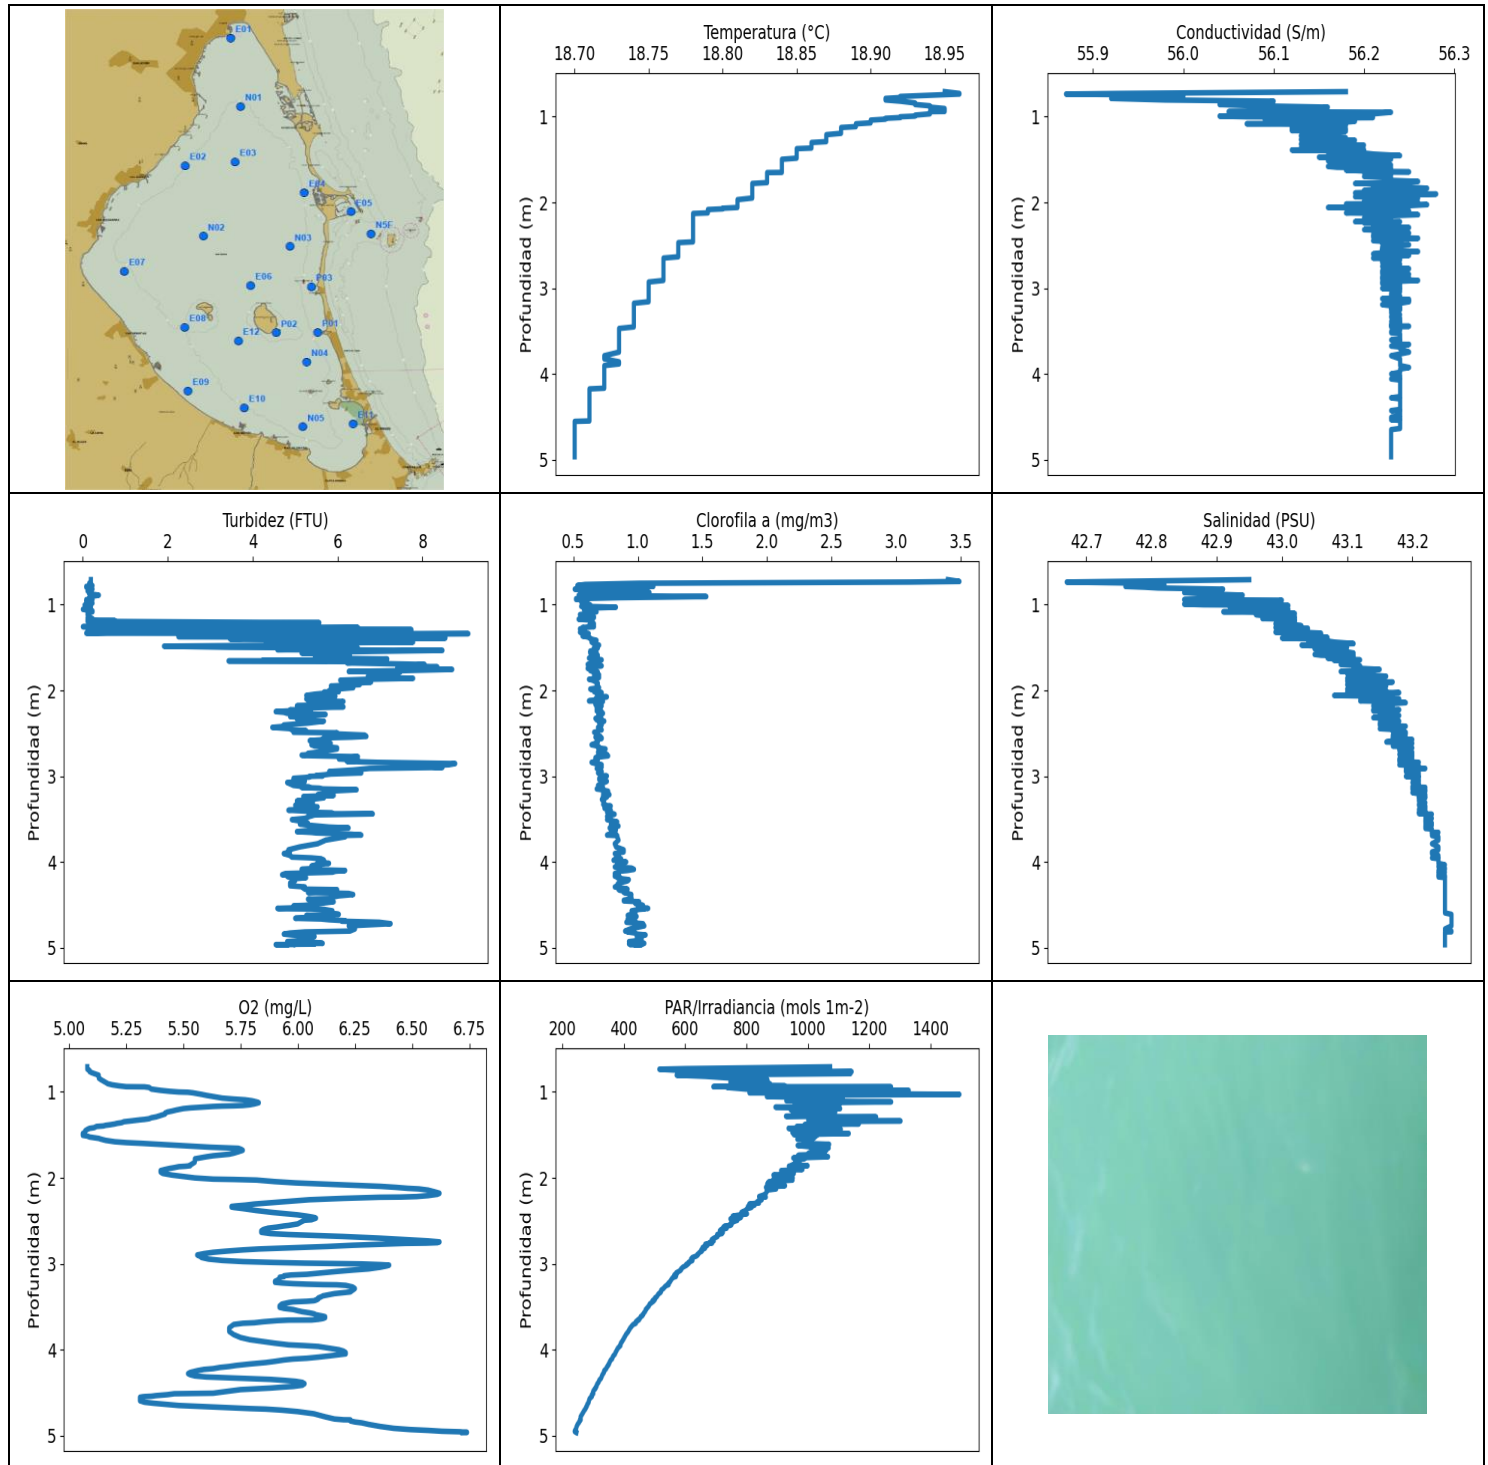 E01
N01
E02
E03
E04
E05
N5F
N02
N03
E07
E06
P03
E08
E12
P02
P01
N04
E09
E10
N05
E11
Temperatura (°C)
18.70 18.75 18.80 18.85 18.90 18.95
Profundidad (m)
1
2
3
4
5
Conductividad (S/m)
55.9 56.0 56.1 56.2 56.3
Profundidad (m)
1
2
3
4
5
Turbidez (FTU)
0 2 4 6 8
Profundidad (m)
1
2
3
4
5
Clorofila a (mg/m3)
0.5 1.0 1.5 2.0 2.5 3.0 3.5
Profundidad (m)
1
2
3
4
5
Salinidad (PSU)
42.7 42.8 42.9 43.0 43.1 43.2
Profundidad (m)
1
2
3
4
5
O2 (mg/L)
5.00 5.25 5.50 5.75 6.00 6.25 6.50 6.75
Profundidad (m)
1
2
3
4
5
PAR/Irradiancia (mols 1m-2)
200 400 600 800 1000 1200 1400
Profundidad (m)
1
2
3
4
5